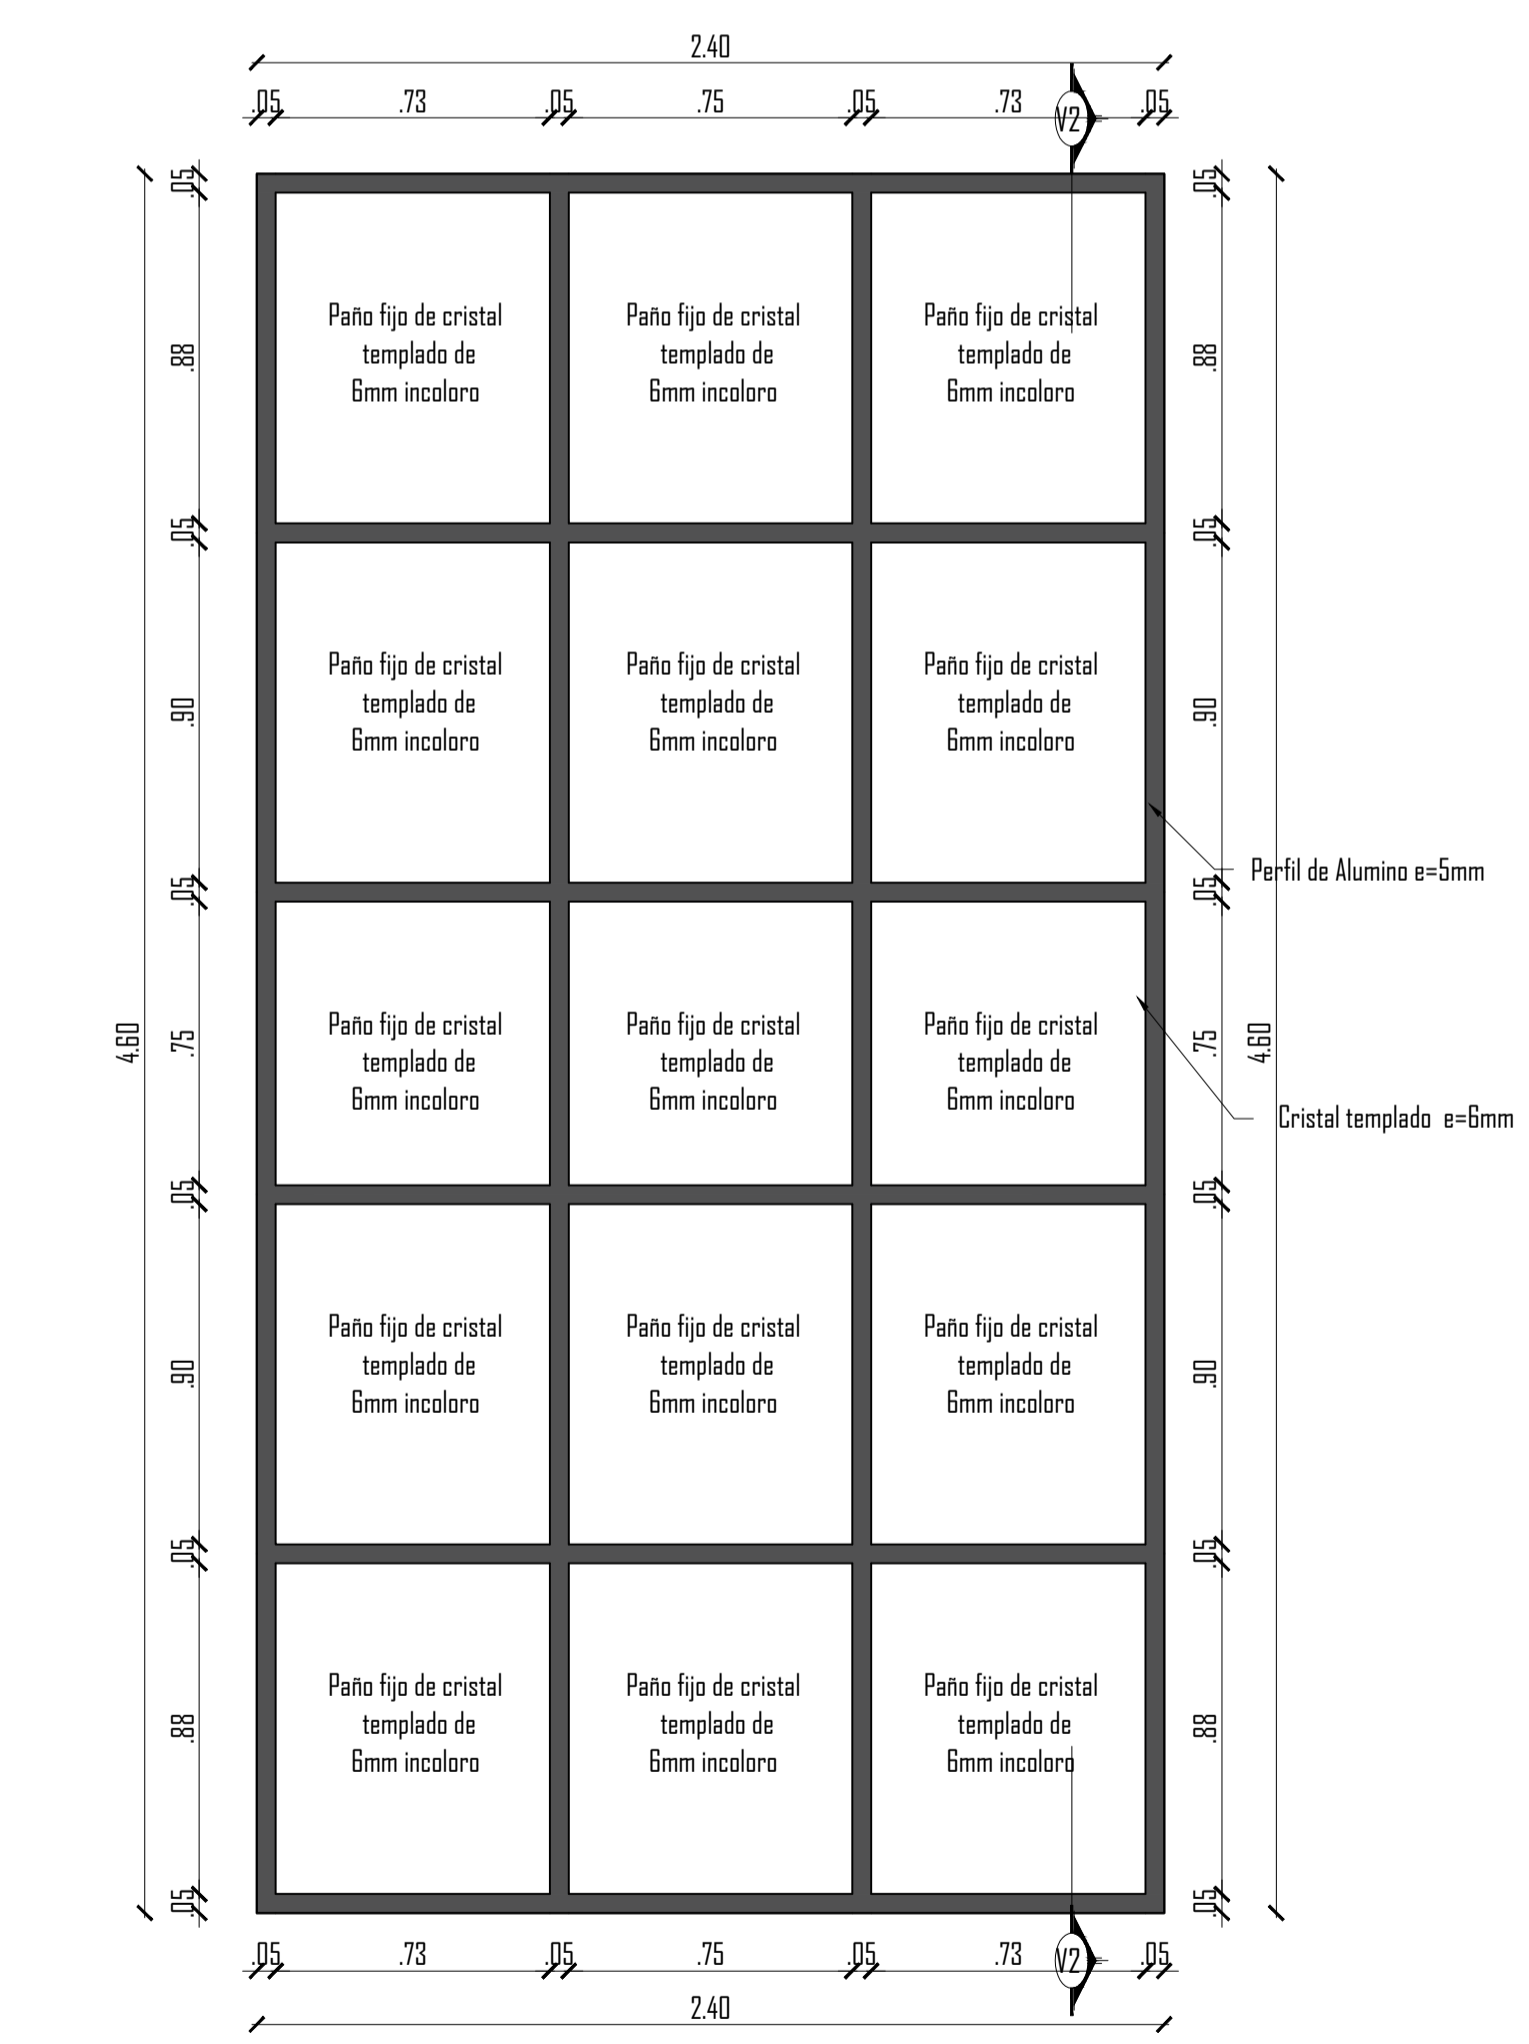 2.40
.05 .73 .05 .75 .05 .73 .05
V2
.05 .05
Paño fijo de cristal Paño fijo de cristal Paño fijo de cristal
templado de templado de templado de
6mm incoloro 6mm incoloro 6mm incoloro
.88 .88
.05 .05
Paño fijo de cristal Paño fijo de cristal Paño fijo de cristal
templado de templado de templado de
6mm incoloro 6mm incoloro 6mm incoloro
.90 .90
Perfil de Alumino e=5mm
.05 .05
Paño fijo de cristal Paño fijo de cristal Paño fijo de cristal
templado de templado de templado de
6mm incoloro 6mm incoloro 6mm incoloro
4.60 .75 .75 4.60
Cristal templado e=6mm
.05 .05
Paño fijo de cristal Paño fijo de cristal Paño fijo de cristal
templado de templado de templado de
6mm incoloro 6mm incoloro 6mm incoloro
.90 .90
.05 .05
Paño fijo de cristal Paño fijo de cristal Paño fijo de cristal
templado de templado de templado de
6mm incoloro 6mm incoloro 6mm incoloro
.88 .88
.05 .05
.05 .73 .05 .75 .05 .73 .05
V2
2.40